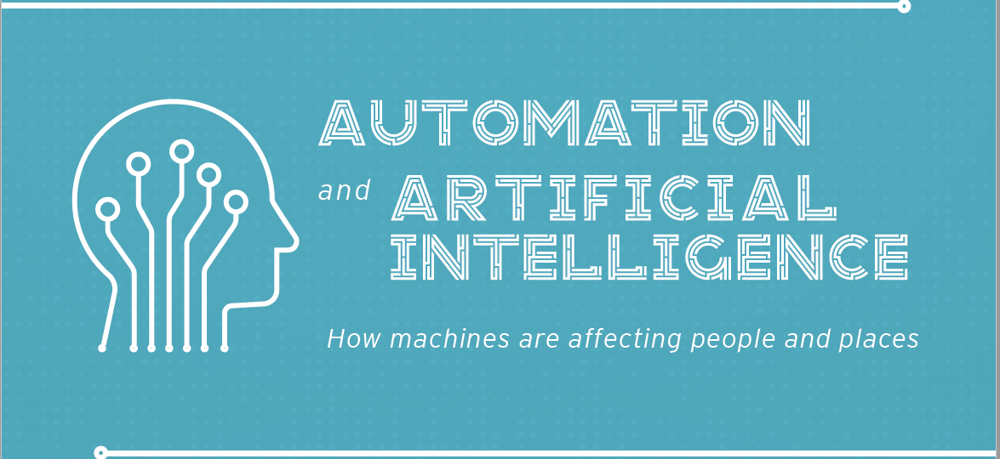 AUTOMATION
and ARTIFICIAL
INTELLIGENCE
How machines are affecting people and places